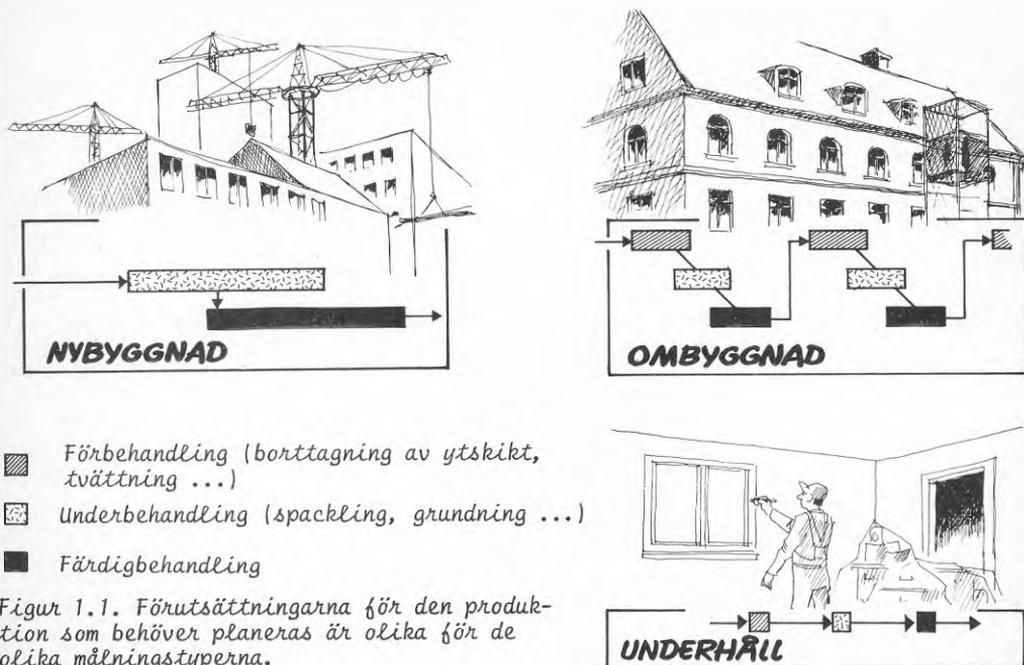 NYBYGGNAD
OMBYGGNAD
Förbehandling (borttagning av ytskikt,
tvättning ...)
Underbehandling (spackling, grundning ...)
Färdigbehandling
Figur 1.1. Förutsättningarna för den produk-
tion som behöver planeras är olika för de
olika målningstyperna.
UNDERHÅLL